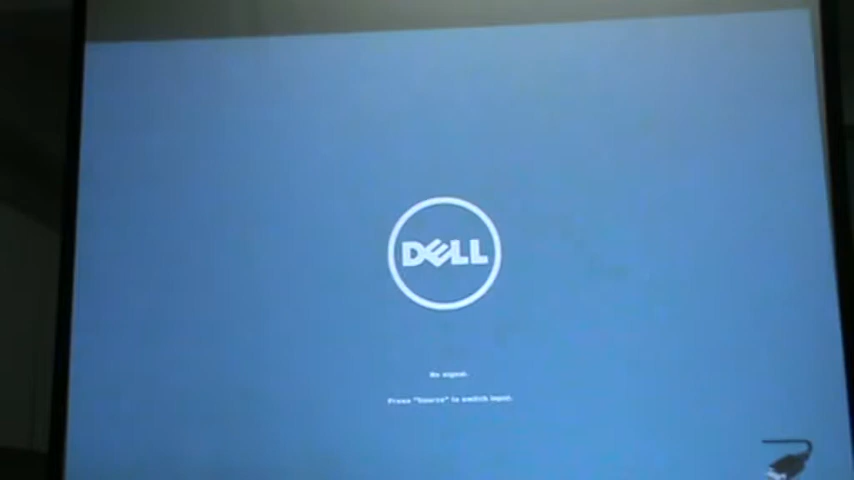 DELL
No signal.
Press "Source" to switch input.